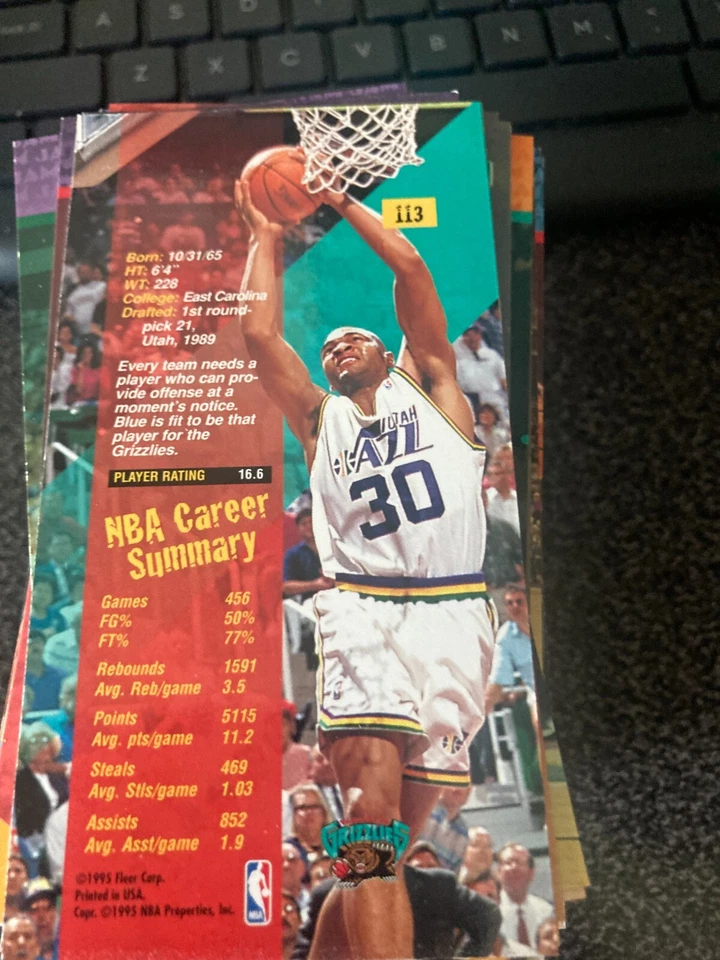 A S D F G H J K
Z X C V B N M
113
Born: 10/31/65
HT: 6'4"
WT: 228
College: East Carolina
Drafted: 1st round-
pick 21,
Utah, 1989
Every team needs a
player who can pro-
vide offense at a
moment's notice.
Blue is fit to be that
player for the
Grizzlies.
UTAH
JAZZ
30
PLAYER RATING 16.6
NBA Career
Summary
Games 456
FG% 50%
FT% 77%
Rebounds 1591
Avg. Reb/game 3.5
Points 5115
Avg. pts/game 11.2
Steals 469
Avg. Stls/game 1.03
Assists 852
Avg. Asst/game 1.9
GRIZZLIES
©1995 Fleer Corp.
Printed in USA.
Copr. ©1995 NBA Properties, Inc.
NBA